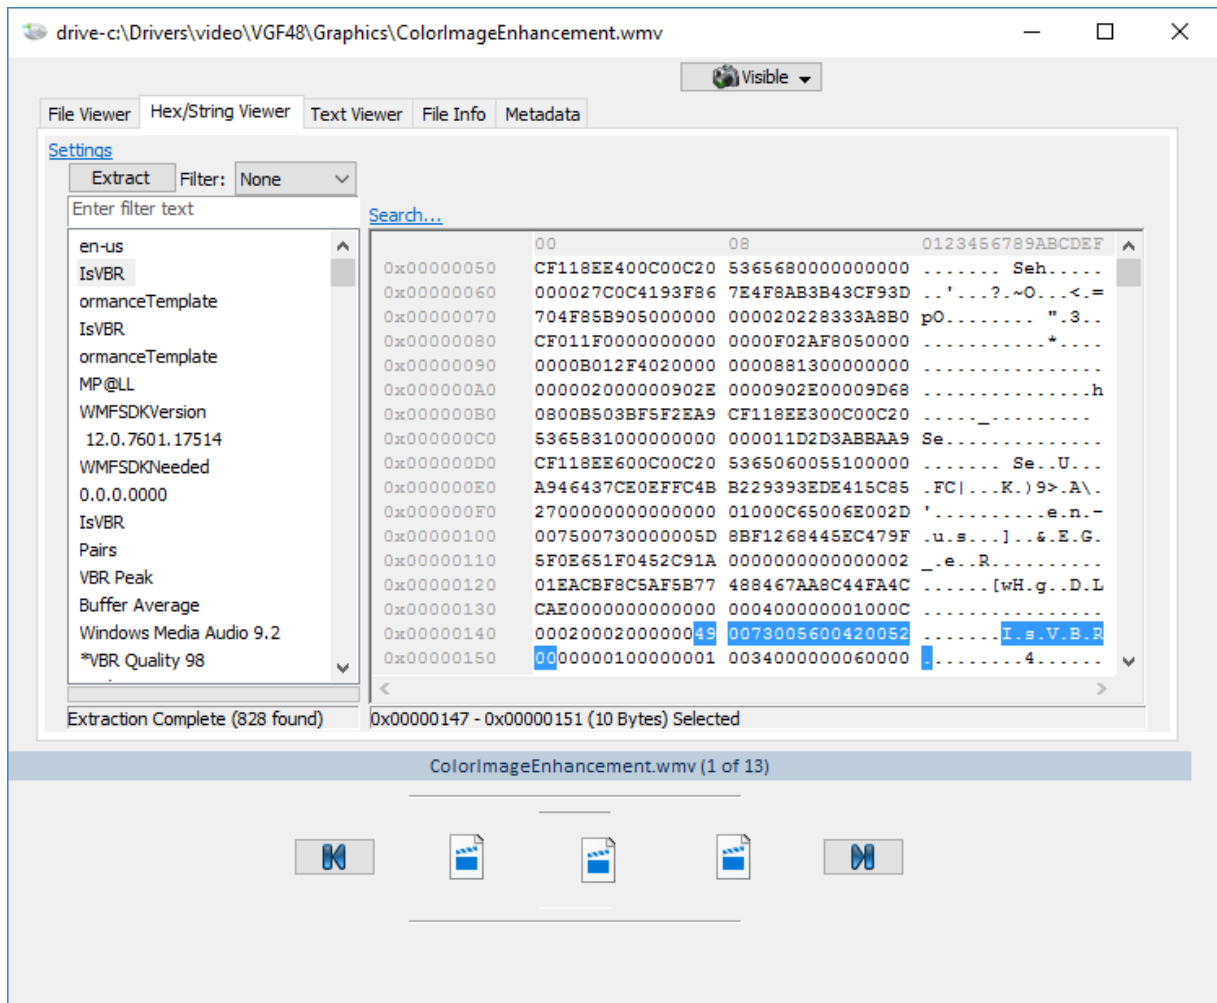 drive-c:\Drivers\video\VGF48\Graphics\ColorImageEnhancement.wmv
Visible
File Viewer Hex/String Viewer Text Viewer File Info Metadata
Settings
Extract Filter: None
Enter filter text
Search...
en-us
IsVBR
ormanceTemplate
IsVBR
ormanceTemplate
MP@LL
WMFSDKVersion
12.0.7601.17514
WMFSDKNeeded
0.0.0.0000
IsVBR
Pairs
VBR Peak
Buffer Average
Windows Media Audio 9.2
*VBR Quality 98
00 08 0123456789ABCDEF
0x00000050 CF118EE400C00C20 5365680000000000 ....... Seh.....
0x00000060 000027C0C4193F86 7E4F8AB3B43CF93D ..'...?.~O...<.=
0x00000070 704F85B905000000 000020228333A8B0 pO........ ".3..
0x00000080 CF011F0000000000 0000F02AF8050000 ...........*....
0x00000090 0000B012F4020000 0000881300000000 ................
0x000000A0 000002000000902E 0000902E00009D68 ...............h
0x000000B0 0800B503BF5F2EA9 CF118EE300C00C20 ....._.........
0x000000C0 5365831000000000 000011D2D3ABBAA9 Se..............
0x000000D0 CF118EE600C00C20 5365060055100000 ....... Se..U...
0x000000E0 A946437CE0EFFC4B B229393EDE415C85 .FC|...K.)9>.A\.
0x000000F0 2700000000000000 01000C65006E002D '..........e.n.-
0x00000100 007500730000005D 8BF1268445EC479F .u.s...]..&.E.G.
0x00000110 5F0E651F0452C91A 0000000000000002 _.e..R..........
0x00000120 01EACBF8C5AF5B77 488467AA8C44FA4C ......[wH.g..D.L
0x00000130 CAE0000000000000 000400000001000C ................
0x00000140 00020002000000​49 0073005600420052 .......I.s.V.B.R
0x00000150 0000000100000001 0034000000060000 .........4......
Extraction Complete (828 found)
0x00000147 - 0x00000151 (10 Bytes) Selected
ColorImageEnhancement.wmv (1 of 13)